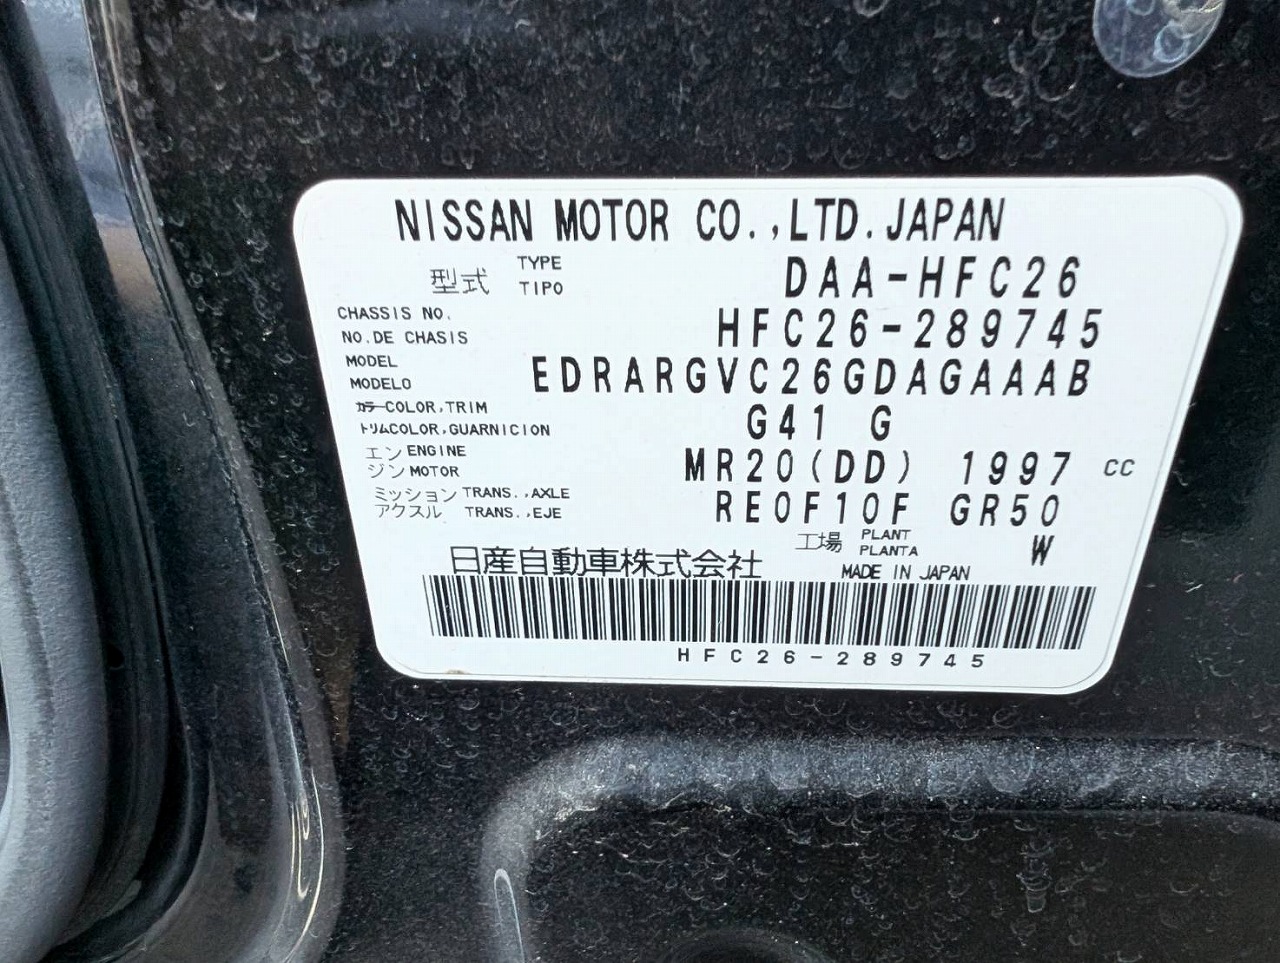 NISSAN MOTOR CO.,LTD.JAPAN
型式 TYPE TIPO DAA-HFC26
CHASSIS NO.
NO.DE CHASIS HFC26-289745
MODEL
MODELO EDRARGVC26GDAGAAAB
カラー COLOR,TRIM
トリム COLOR,GUARNICION G41 G
エンジン ENGINE MOTOR MR20(DD) 1997 CC
ミッション TRANS.,AXLE
アクスル TRANS.,EJE RE0F10F GR50
工場 PLANT PLANTA W
日産自動車株式会社 MADE IN JAPAN
HFC26-289745